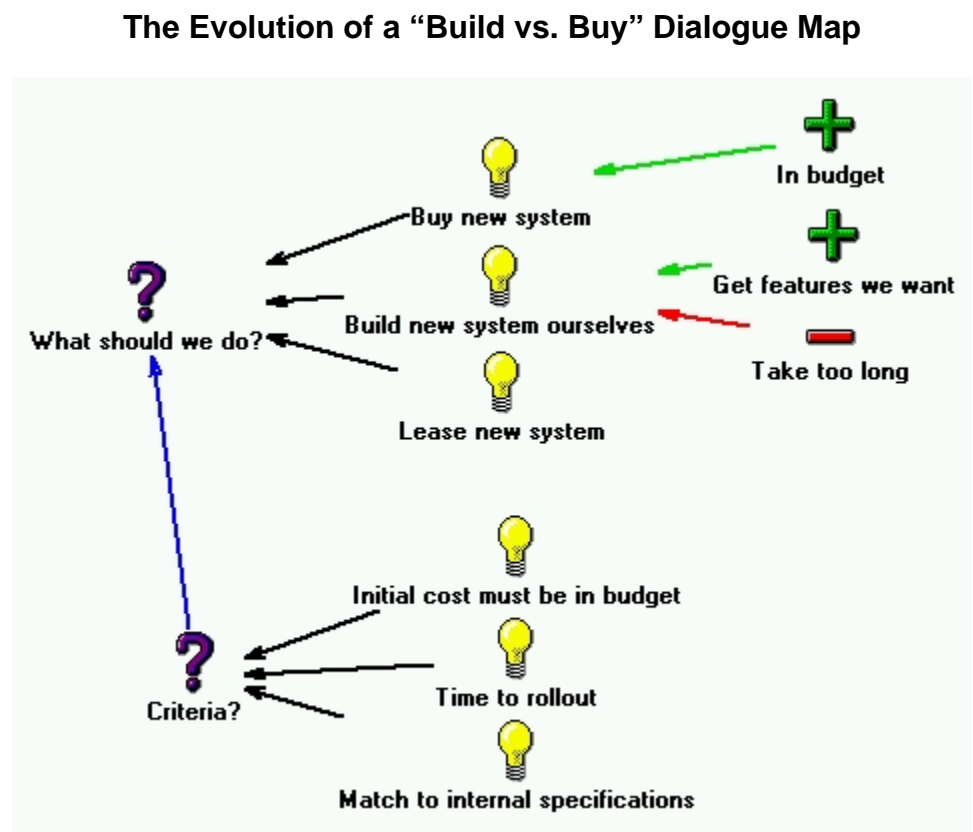 The Evolution of a “Build vs. Buy” Dialogue Map
In budget
Buy new system
Get features we want
Build new system ourselves
What should we do?
Take too long
Lease new system
Initial cost must be in budget
Time to rollout
Criteria?
Match to internal specifications